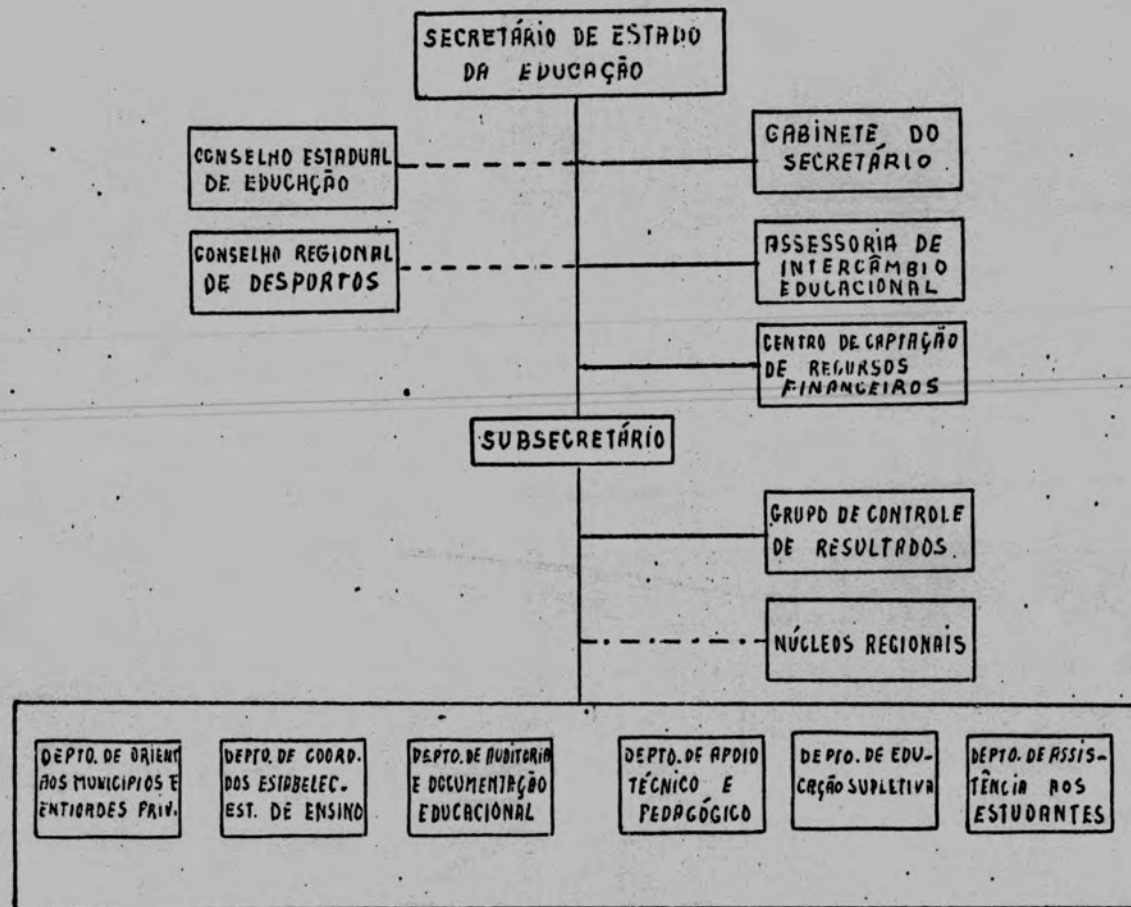 SECRETÁRIO DE ESTADO
DA EDUCAÇÃO
CONSELHO ESTADUAL
DE EDUCAÇÃO
GABINETE DO
SECRETÁRIO
CONSELHO REGIONAL
DE DESPORTOS
ASSESSORIA DE
INTERCÂMBIO
EDUCACIONAL
CENTRO DE CAPTAÇÃO
DE RECURSOS
FINANCEIROS
SUBSECRETÁRIO
GRUPO DE CONTROLE
DE RESULTADOS
NÚCLEOS REGIONAIS
DEPTO. DE ORIENT
AOS MUNICIPIOS E
ENTIDADES PRIV.
DEPTO. DE COORD.
DOS ESTABELEC.
EST. DE ENSINO
DEPTO. DE AUDITORIA
E DOCUMENTAÇÃO
EDUCACIONAL
DEPTO. DE APOIO
TÉCNICO E
PEDAGÓGICO
DEPTO. DE EDU-
CAÇÃO SUPLETIVA
DEPTO. DE ASSIS-
TÊNCIA AOS
ESTUDANTES